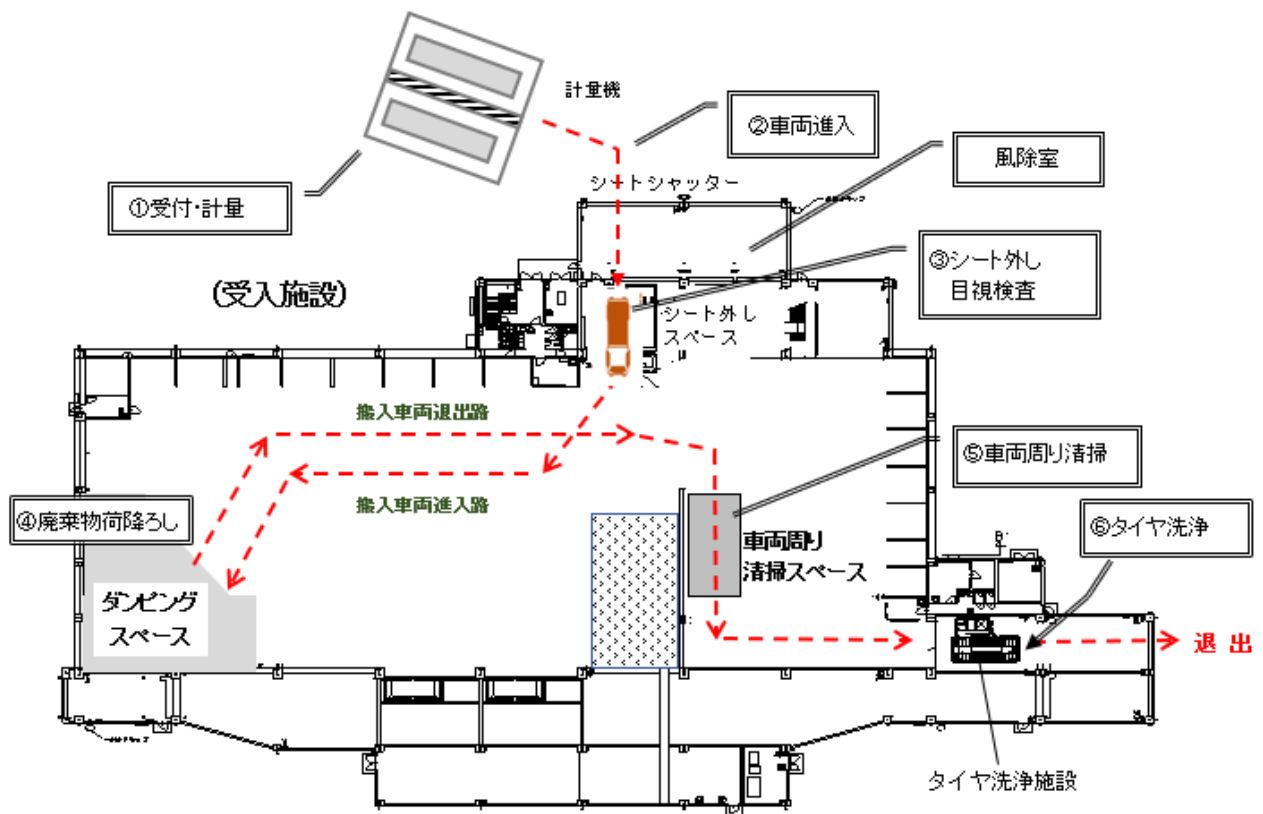 計量機
②車両進入
風除室
①受付・計量
シートシャッター
③シート外し
目視検査
(受入施設)
シート外し
スペース
搬入車両退出路
⑤車両周り清掃
搬入車両進入路
④廃棄物荷降ろし
⑥タイヤ洗浄
車両周り
清掃スペース
ダンピング
スペース
退出
タイヤ洗浄施設